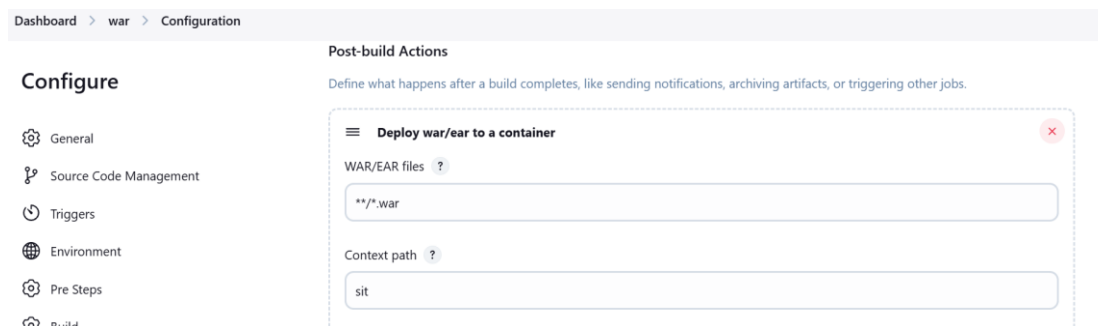 Dashboard > war > Configuration
Configure
General
Source Code Management
Triggers
Environment
Pre Steps
Build
Post-build Actions
Define what happens after a build completes, like sending notifications, archiving artifacts, or triggering other jobs.
Deploy war/ear to a container
WAR/EAR files ?
**/*.war
Context path ?
sit